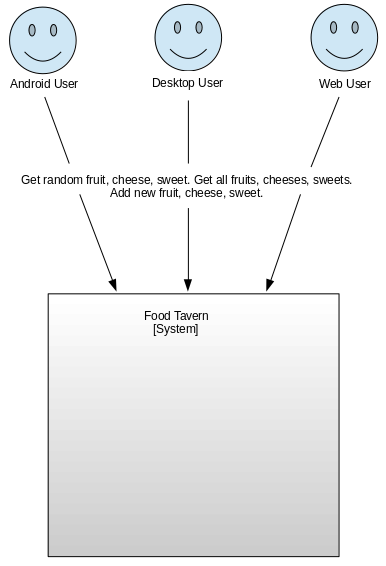 Android User
Desktop User
Web User
Get random fruit, cheese, sweet. Get all fruits, cheeses, sweets.
Add new fruit, cheese, sweet.
Food Tavern
[System]